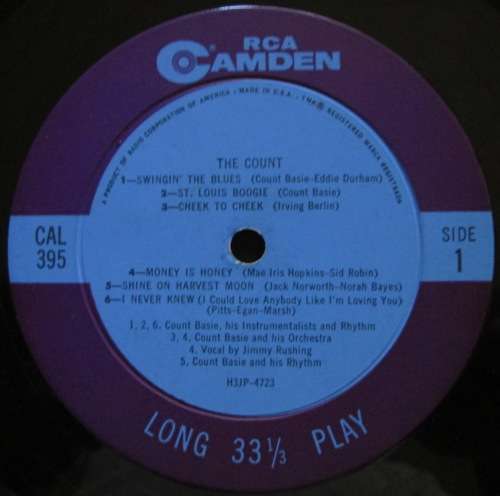 RCA
CAMDEN
A PRODUCT OF RADIO CORPORATION OF AMERICA - MADE IN U.S.A. - TMK(S)® REGISTERED MARCA REGISTRADA
THE COUNT
1—SWINGIN' THE BLUES (Count Basie-Eddie Durham)
2—ST. LOUIS BOOGIE (Count Basie)
3—CHEEK TO CHEEK (Irving Berlin)
CAL
395
SIDE
1
4—MONEY IS HONEY (Mae Iris Hopkins-Sid Robin)
5—SHINE ON HARVEST MOON (Jack Norworth-Norah Bayes)
6—I NEVER KNEW (I Could Love Anybody Like I'm Loving You)
(Pitts-Egan-Marsh)
1, 2, 6. Count Basie, his Instrumentalists and Rhythm
3, 4. Count Basie and his Orchestra
4. Vocal by Jimmy Rushing
5. Count Basie and his Rhythm
H3JP-4723
LONG 33⅓ PLAY